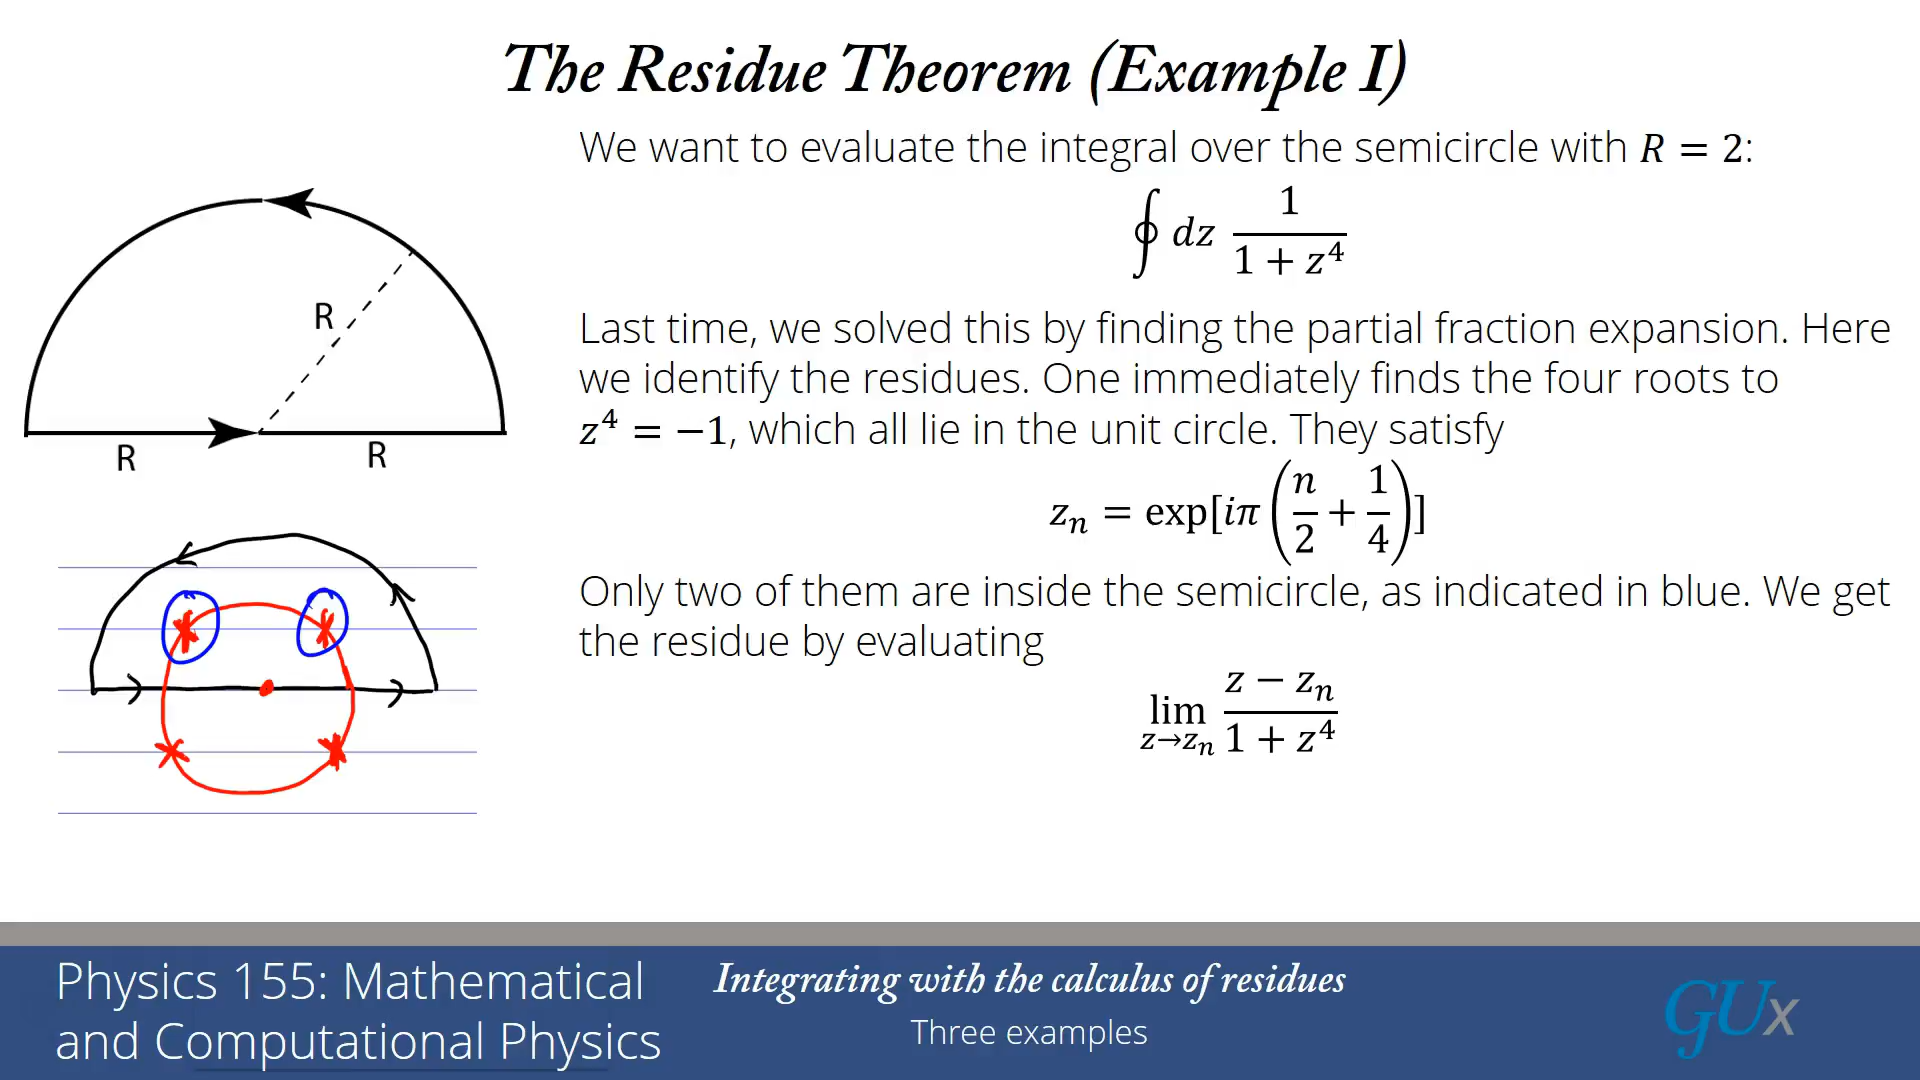 The Residue Theorem (Example I)
We want to evaluate the integral over the semicircle with R = 2:
∮ dz 1/(1 + z⁴)
Last time, we solved this by finding the partial fraction expansion. Here
we identify the residues. One immediately finds the four roots to
z⁴ = −1, which all lie in the unit circle. They satisfy
zₙ = exp[iπ (n/2 + 1/4)]
Only two of them are inside the semicircle, as indicated in blue. We get
the residue by evaluating
lim z→zₙ (z − zₙ)/(1 + z⁴)
R
R
R
Physics 155: Mathematical
and Computational Physics
Integrating with the calculus of residues
Three examples
GUx